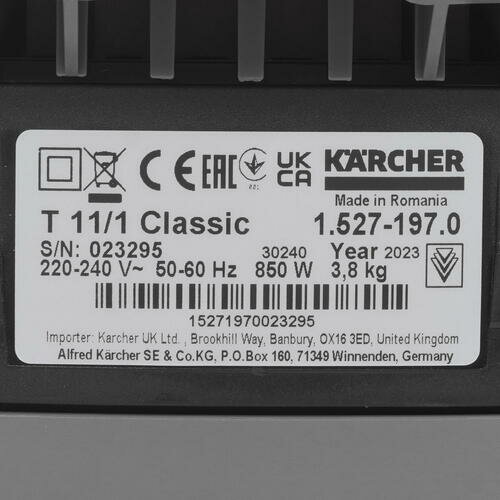 CE EAC UK CA KÄRCHER
Made in Romania
T 11/1 Classic 1.527-197.0
S/N: 023295 30240 Year 2023
220-240 V~ 50-60 Hz 850 W 3,8 kg
15271970023295
Importer: Karcher UK Ltd. , Brookhill Way, Banbury, OX16 3ED, United Kingdom
Alfred Kärcher SE & Co.KG, P.O.Box 160, 71349 Winnenden, Germany